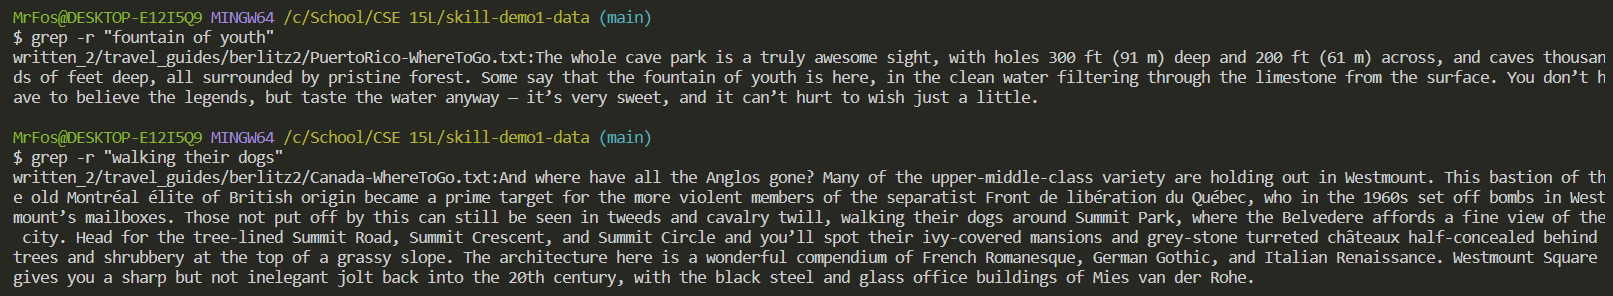 MrFos@DESKTOP-E12I5Q9 MINGW64 /c/School/CSE 15L/skill-demo1-data (main)
$ grep -r "fountain of youth"
written_2/travel_guides/berlitz2/PuertoRico-WhereToGo.txt:The whole cave park is a truly awesome sight, with holes 300 ft (91 m) deep and 200 ft (61 m) across, and caves thousan
ds of feet deep, all surrounded by pristine forest. Some say that the fountain of youth is here, in the clean water filtering through the limestone from the surface. You don’t h
ave to believe the legends, but taste the water anyway — it’s very sweet, and it can’t hurt to wish just a little.
MrFos@DESKTOP-E12I5Q9 MINGW64 /c/School/CSE 15L/skill-demo1-data (main)
$ grep -r "walking their dogs"
written_2/travel_guides/berlitz2/Canada-WhereToGo.txt:And where have all the Anglos gone? Many of the upper-middle-class variety are holding out in Westmount. This bastion of th
e old Montréal élite of British origin became a prime target for the more violent members of the separatist Front de libération du Québec, who in the 1960s set off bombs in West
mount’s mailboxes. Those not put off by this can still be seen in tweeds and cavalry twill, walking their dogs around Summit Park, where the Belvedere affords a fine view of the
city. Head for the tree-lined Summit Road, Summit Crescent, and Summit Circle and you’ll spot their ivy-covered mansions and grey-stone turreted châteaux half-concealed behind
trees and shrubbery at the top of a grassy slope. The architecture here is a wonderful compendium of French Romanesque, German Gothic, and Italian Renaissance. Westmount Square
gives you a sharp but not inelegant jolt back into the 20th century, with the black steel and glass office buildings of Mies van der Rohe.